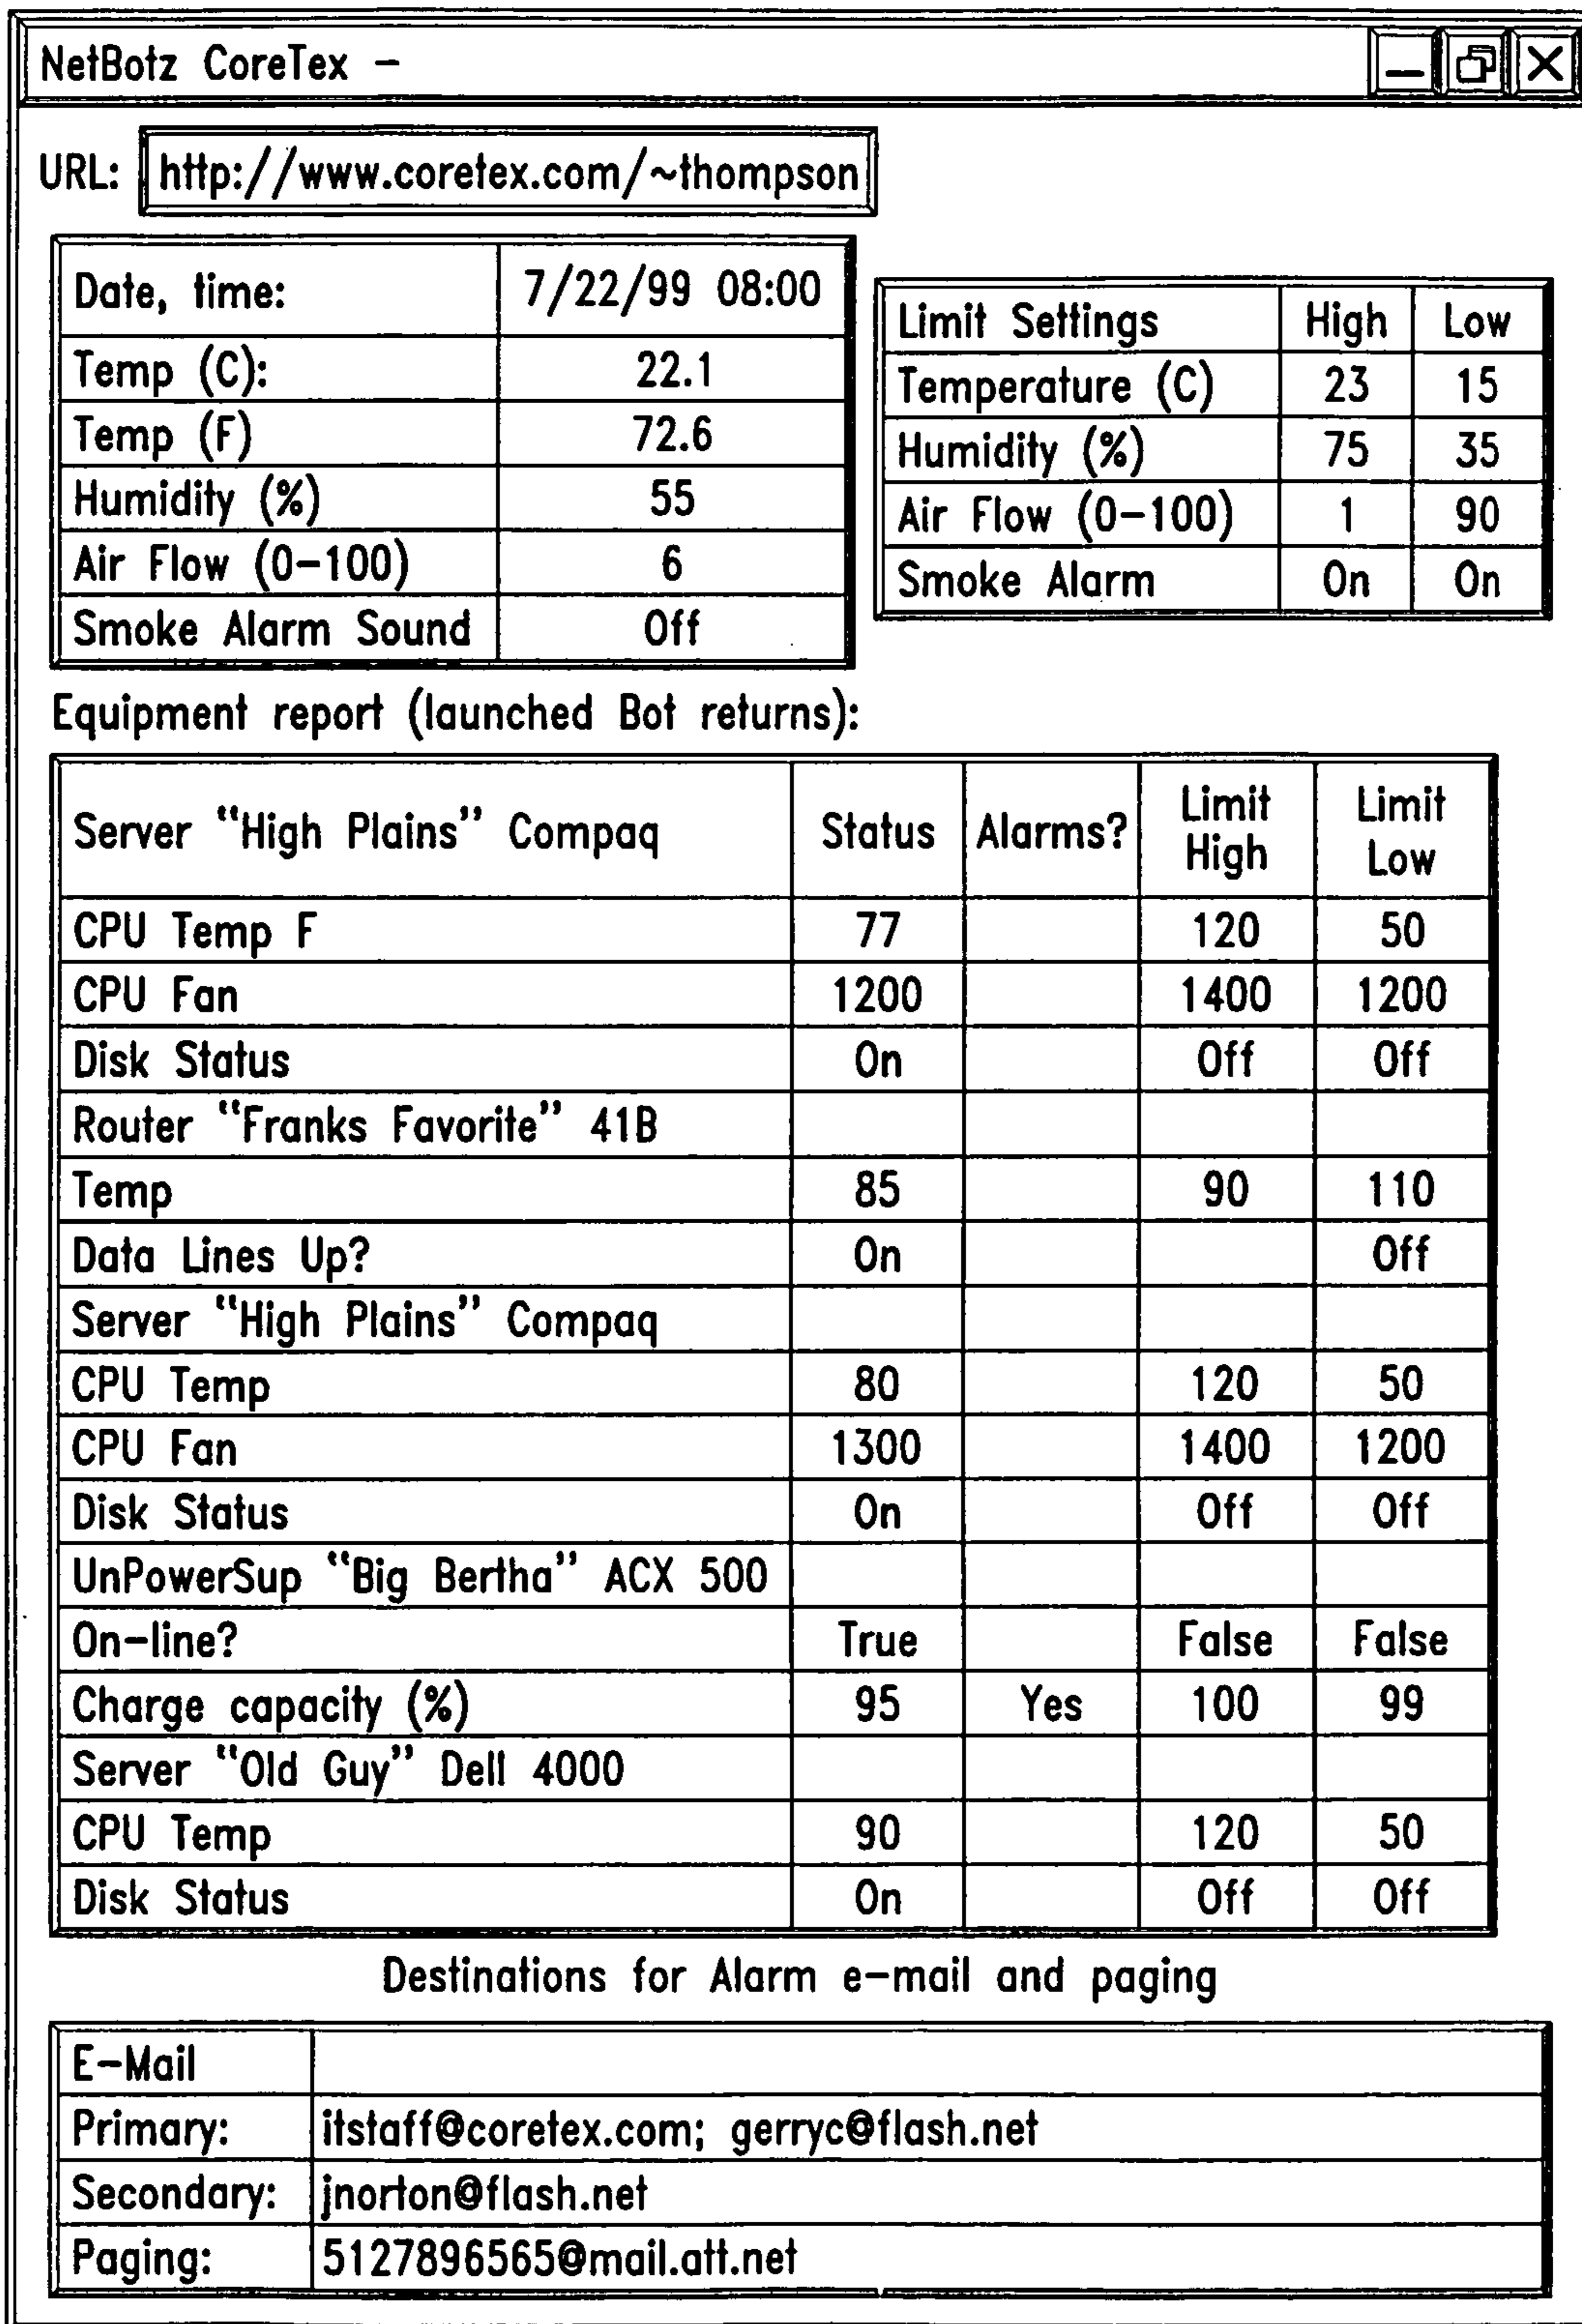 NetBotz CoreTex –
URL: http://www.coretex.com/~thompson
Date, time: 7/22/99 08:00
Temp (C): 22.1
Temp (F) 72.6
Humidity (%) 55
Air Flow (0–100) 6
Smoke Alarm Sound Off
Limit Settings High Low
Temperature (C) 23 15
Humidity (%) 75 35
Air Flow (0–100) 1 90
Smoke Alarm On On
Equipment report (launched Bot returns):
Server “High Plains” Compaq Status Alarms? Limit High Limit Low
CPU Temp F 77 120 50
CPU Fan 1200 1400 1200
Disk Status On Off Off
Router “Franks Favorite” 41B
Temp 85 90 110
Data Lines Up? On Off
Server “High Plains” Compaq
CPU Temp 80 120 50
CPU Fan 1300 1400 1200
Disk Status On Off Off
UnPowerSup “Big Bertha” ACX 500
On–line? True False False
Charge capacity (%) 95 Yes 100 99
Server “Old Guy” Dell 4000
CPU Temp 90 120 50
Disk Status On Off Off
Destinations for Alarm e–mail and paging
E–Mail
Primary: itstaff@coretex.com; gerryc@flash.net
Secondary: jnorton@flash.net
Paging: 5127896565@mail.att.net